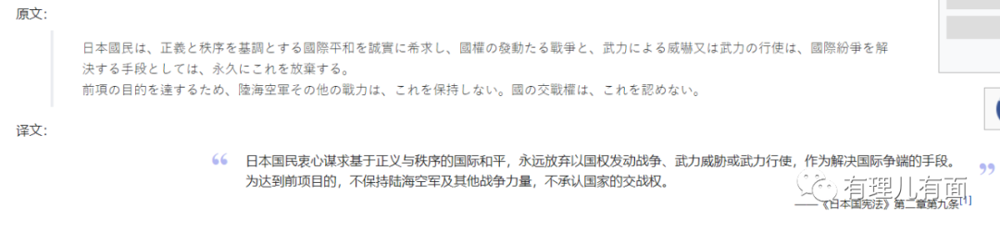 原文：
日本國民は、正義と秩序を基調とする國際平和を誠實に希求し、國權の發動たる戰爭と、武力による威嚇又は武力の行使は、國際紛爭を解
決する手段としては、永久にこれを放棄する。
前項の目的を達するため、陸海空軍その他の戰力は、これを保持しない。國の交戰權は、これを認めない。
译文：
“ 日本国民衷心谋求基于正义与秩序的国际和平，永远放弃以国权发动战争、武力威胁或武力行使，作为解决国际争端的手段。
为达到前项目的，不保持陆海空军及其他战争力量，不承认国家的交战权。 ”
有理儿有面
——《日本国宪法》第二章第九条[1]